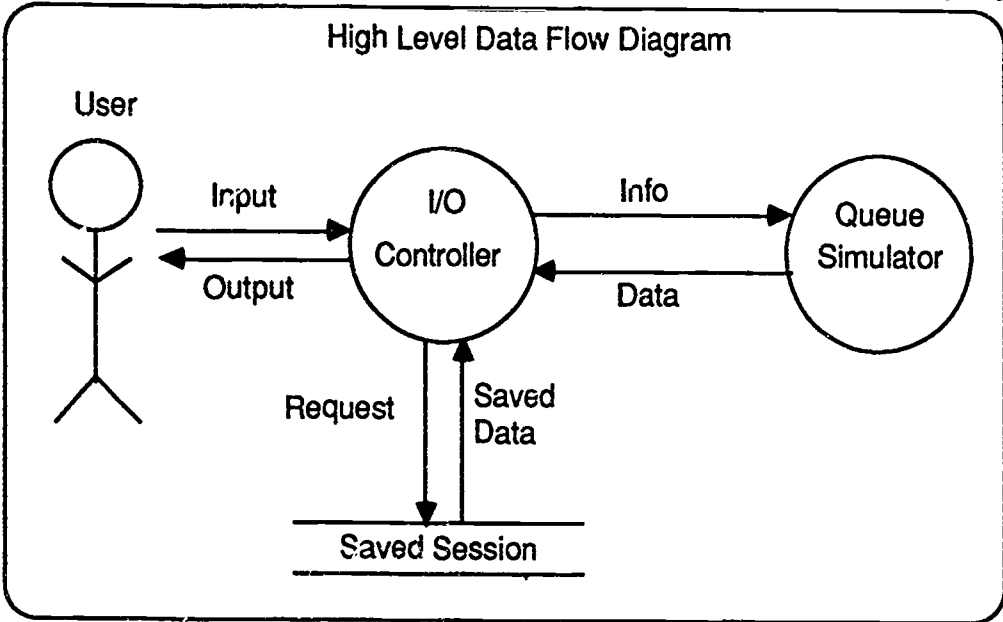 High Level Data Flow Diagram
User
Input
Output
I/O
Controller
Info
Data
Queue
Simulator
Request
Saved
Data
Saved Session